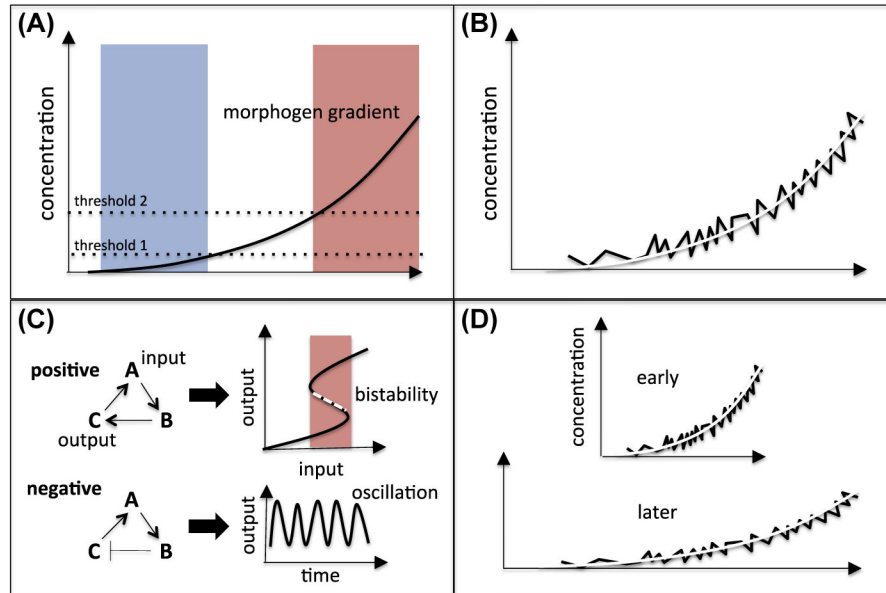 (A)
concentration
morphogen gradient
threshold 2
threshold 1
(B)
concentration
(C)
positive
A
input
C
B
output
output
bistability
input
negative
A
C
B
output
oscillation
time
(D)
concentration
early
later